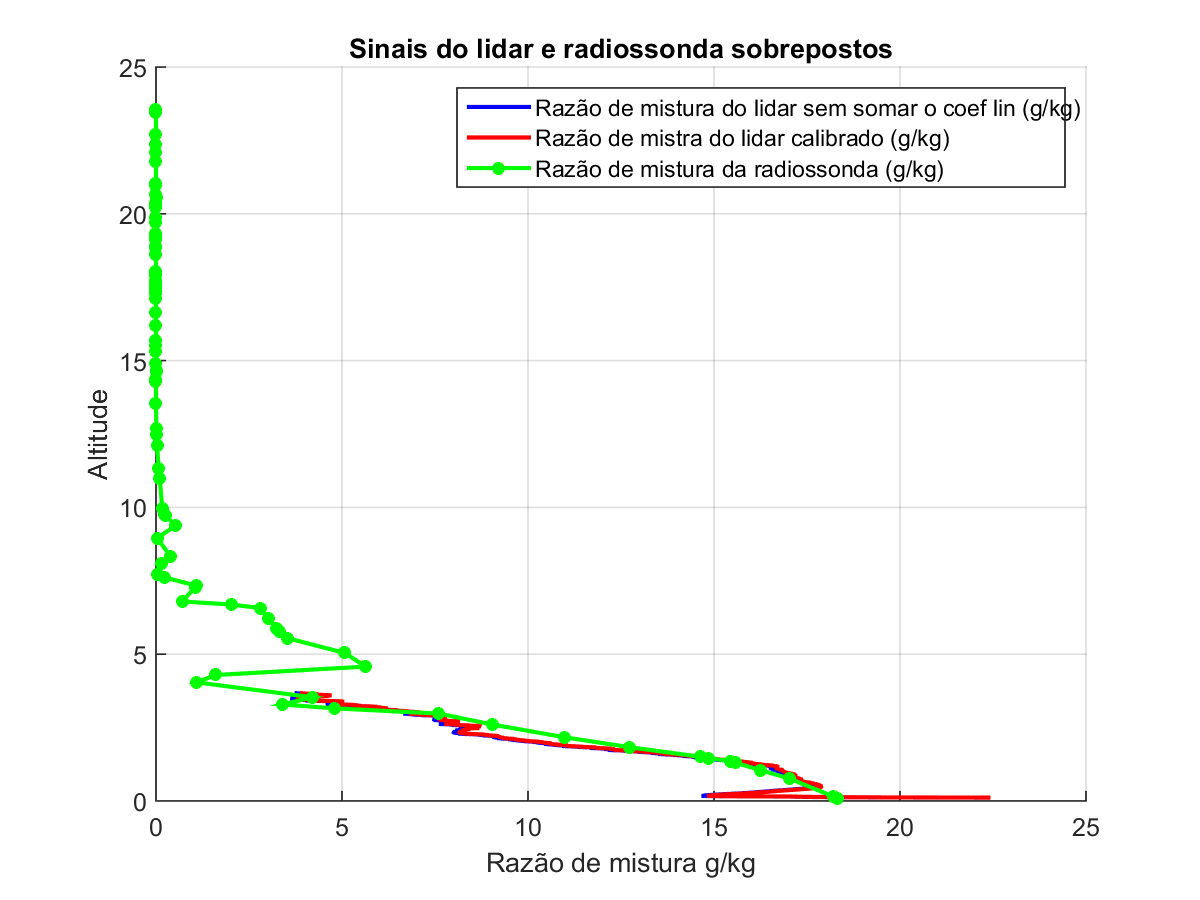 Sinais do lidar e radiossonda sobrepostos
Razão de mistura do lidar sem somar o coef lin (g/kg)
Razão de mistra do lidar calibrado (g/kg)
Razão de mistura da radiossonda (g/kg)
25
20
15
10
5
0
Altitude
0 5 10 15 20 25
Razão de mistura g/kg